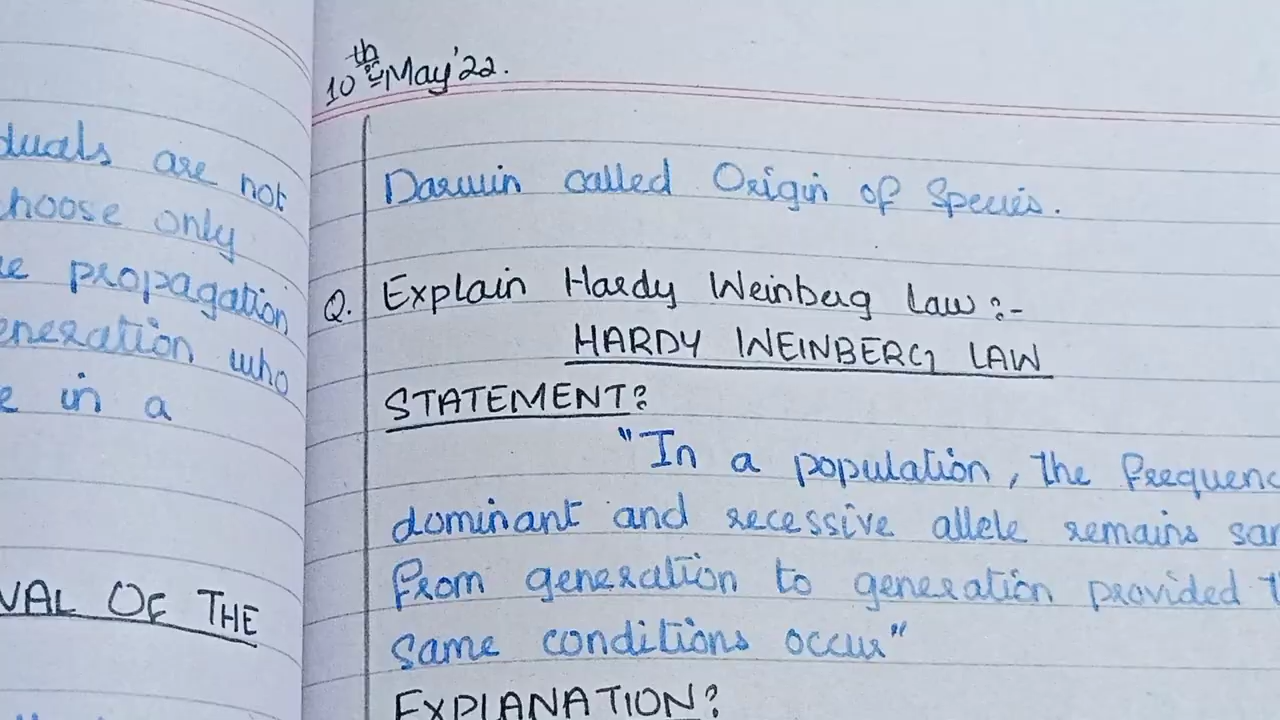 duals are not
hoose only
e propagation
eneration who
e in a
VAL OF THE
10th May'22.
Darwin called Origin of Species.
Q. Explain Hardy Weinberg Law :-
HARDY WEINBERG LAW
STATEMENT:
"In a population, the frequenc
dominant and recessive allele remains sam
from generation to generation provided th
same conditions occur"
EXPLANATION: